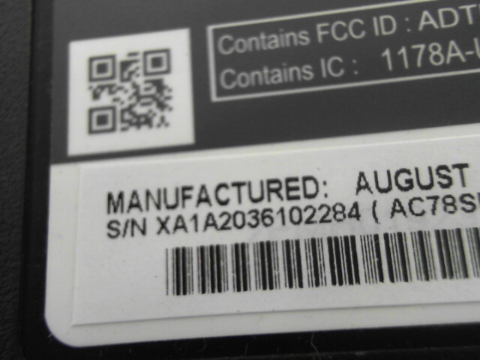 Contains FCC ID : ADT
Contains IC : 1178A-
MANUFACTURED: AUGUST
S/N XA1A2036102284 ( AC78S